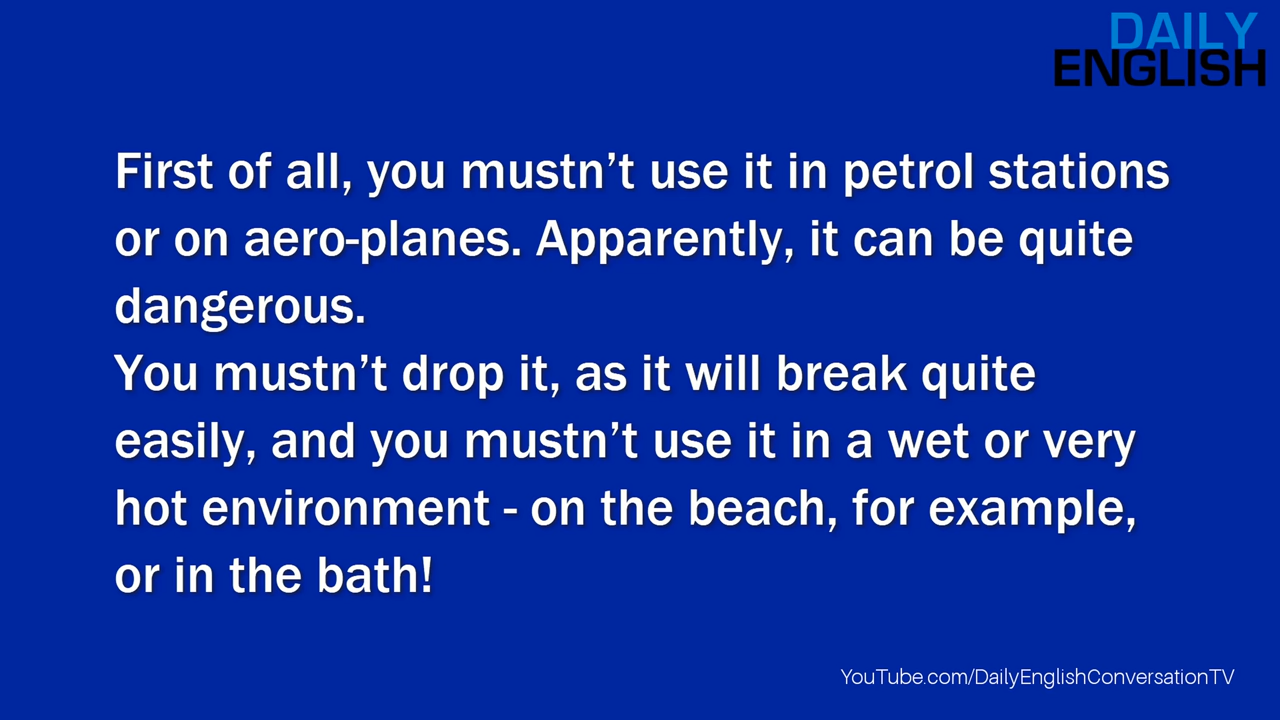 DAILY
ENGLISH
First of all, you mustn’t use it in petrol stations
or on aero-planes. Apparently, it can be quite
dangerous.
You mustn’t drop it, as it will break quite
easily, and you mustn’t use it in a wet or very
hot environment - on the beach, for example,
or in the bath!
YouTube.com/DailyEnglishConversationTV